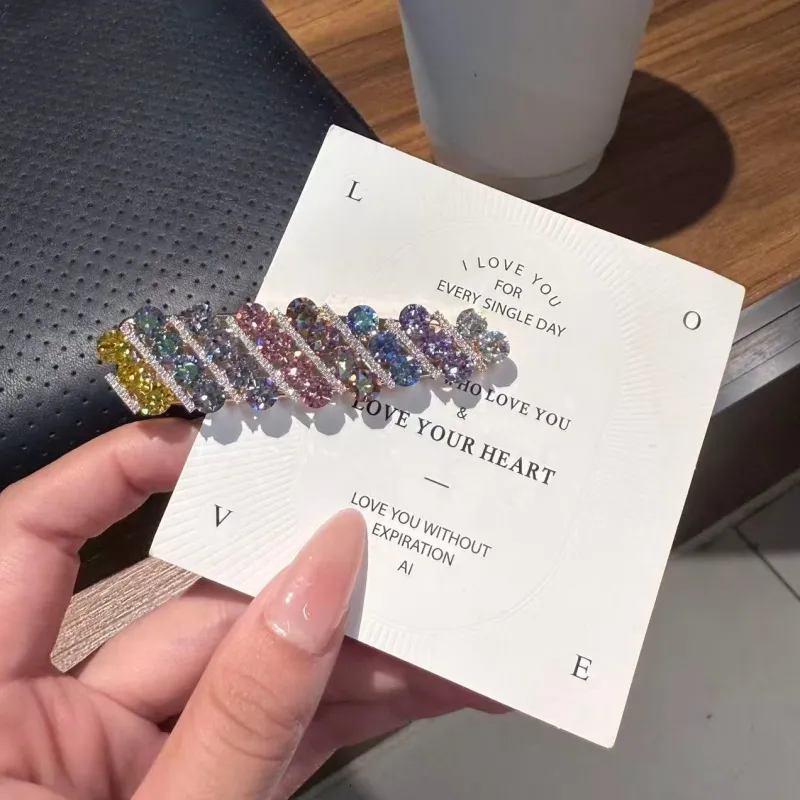 L
O
I LOVE YOU
FOR
EVERY SINGLE DAY
HO LOVE YOU
&
LOVE YOUR HEART
—
LOVE YOU WITHOUT
EXPIRATION
AI
V
E